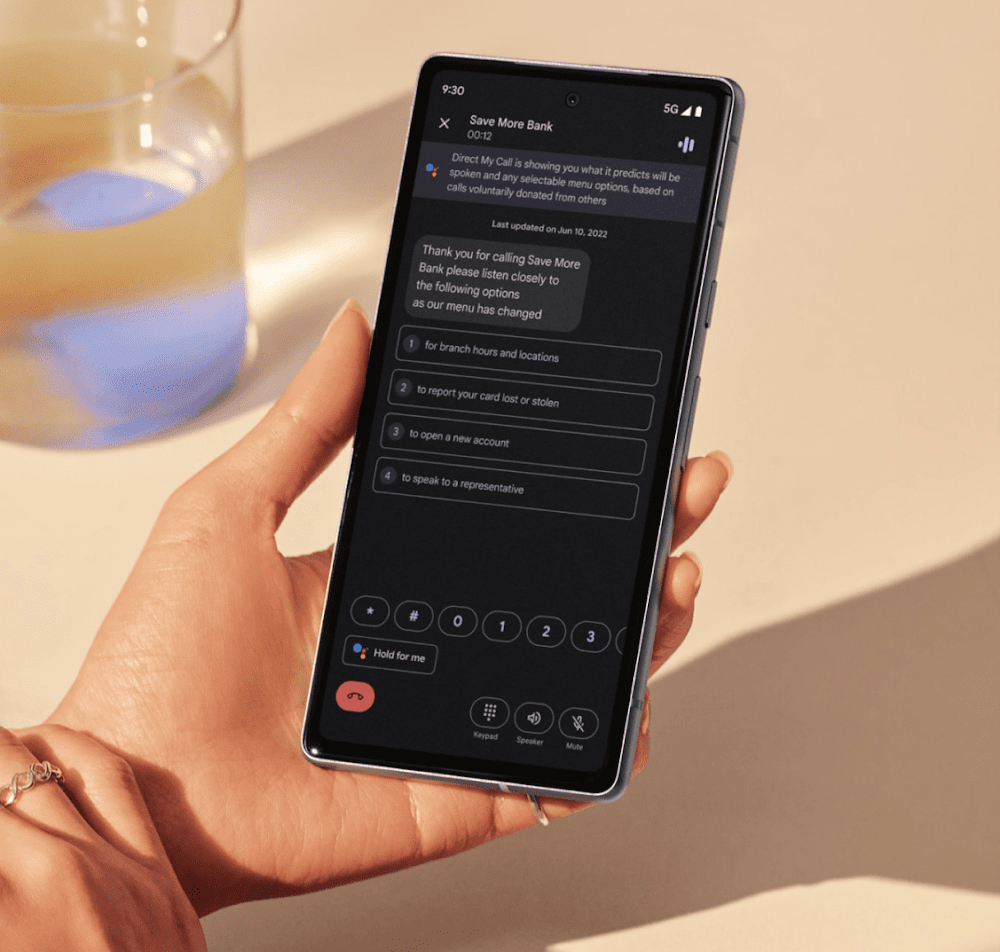 9:30
5G
Save More Bank
00:12
Direct My Call is showing you what it predicts will be
spoken and any selectable menu options, based on
calls voluntarily donated from others
Last updated on Jun 10, 2022
Thank you for calling Save More
Bank please listen closely to
the following options
as our menu has changed
1 for branch hours and locations
2 to report your card lost or stolen
3 to open a new account
4 to speak to a representative
* # 0 1 2 3
Hold for me
Keypad Speaker Mute